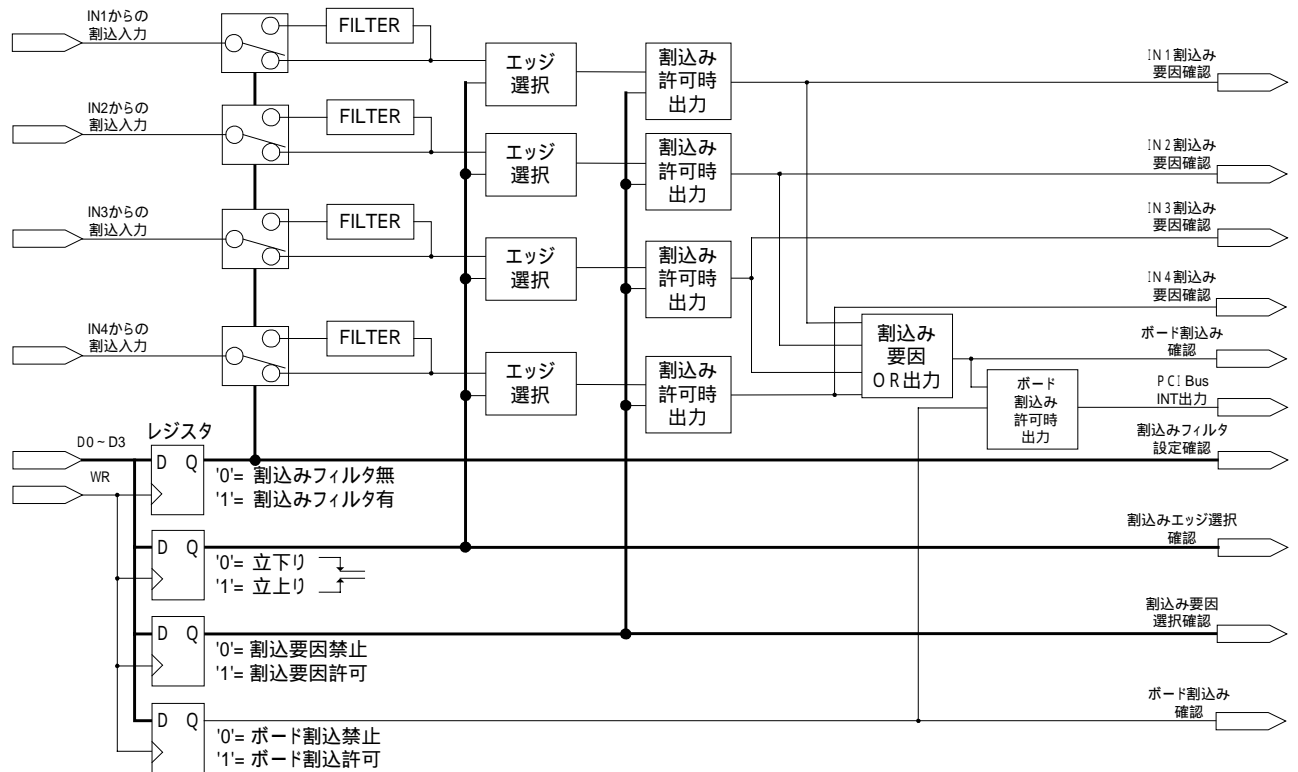 IN1からの
割込入力
FILTER
エッジ
選択
割込み
許可時
出力
IN1割込み
要因確認
IN2からの
割込入力
FILTER
エッジ
選択
割込み
許可時
出力
IN2割込み
要因確認
IN3からの
割込入力
FILTER
エッジ
選択
割込み
許可時
出力
IN3割込み
要因確認
IN4からの
割込入力
FILTER
エッジ
選択
割込み
許可時
出力
IN4割込み
要因確認
割込み
要因
OR出力
ボード割込み
確認
ボード
割込み
許可時
出力
PCI Bus
INT出力
D0~D3
WR
レジスタ
D Q
'0'= 割込みフィルタ無
'1'= 割込みフィルタ有
割込みフィルタ
設定確認
D Q
'0'= 立下り
'1'= 立上り
割込みエッジ選択
確認
D Q
'0'= 割込要因禁止
'1'= 割込要因許可
割込み要因
選択確認
D Q
'0'= ボード割込禁止
'1'= ボード割込許可
ボード割込み
確認